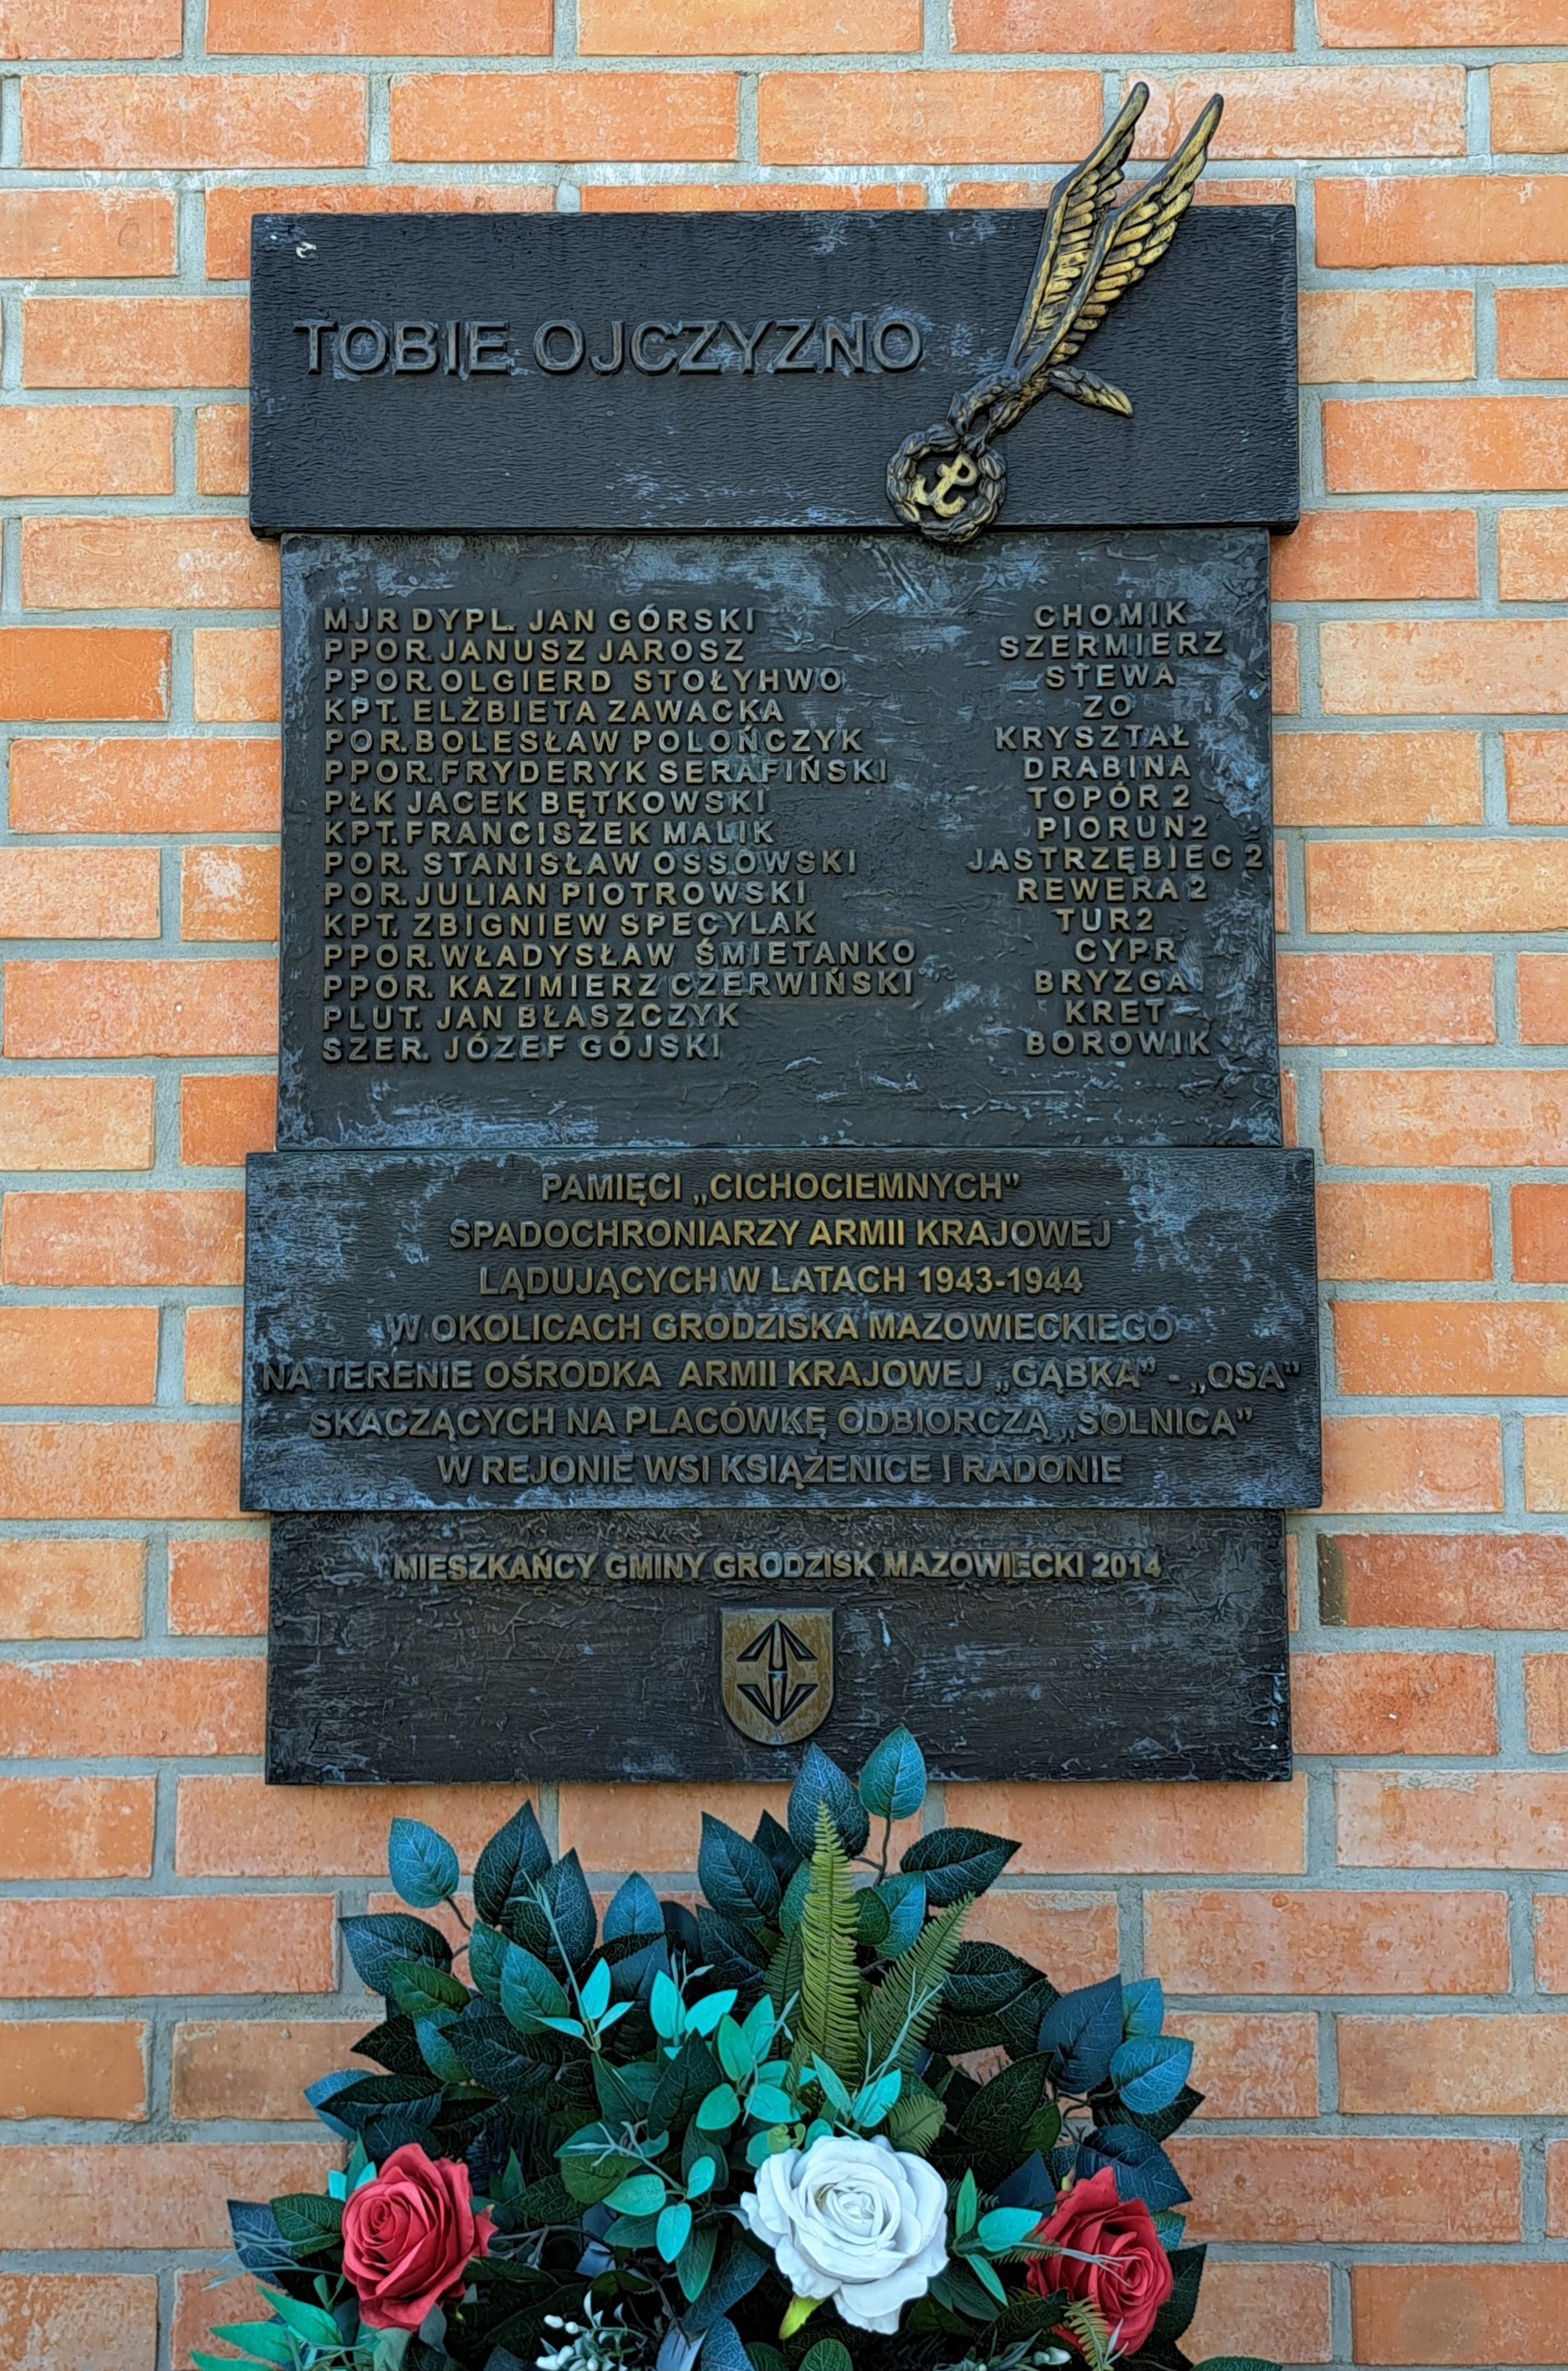 TOBIE OJCZYZNO
MJR DYPL. JAN GÓRSKI CHOMIK
PPOR. JANUSZ JAROSZ SZERMIERZ
PPOR. OLGIERD STOŁYHWO STEWA
KPT. ELŻBIETA ZAWACKA ZO
POR. BOLESŁAW POLOŃCZYK KRYSZTAŁ
PPOR. FRYDERYK SERAFIŃSKI DRABINA
PŁK JACEK BĘTKOWSKI TOPÓR 2
KPT. FRANCISZEK MALIK PIORUN2
POR. STANISŁAW OSSOWSKI JASTRZĘBIEC 2
POR. JULIAN PIOTROWSKI REWERA 2
KPT. ZBIGNIEW SPECYLAK TUR2
PPOR. WŁADYSŁAW ŚMIETANKO CYPR
PPOR. KAZIMIERZ CZERWIŃSKI BRYZGA
PLUT. JAN BŁASZCZYK KRET
SZER. JÓZEF GÓJSKI BOROWIK
PAMIĘCI „CICHOCIEMNYCH"
SPADOCHRONIARZY ARMII KRAJOWEJ
LĄDUJĄCYCH W LATACH 1943-1944
W OKOLICACH GRODZISKA MAZOWIECKIEGO
NA TERENIE OŚRODKA ARMII KRAJOWEJ „GĄBKA" - „OSA"
SKACZĄCYCH NA PLACÓWKĘ ODBIORCZĄ „SOLNICA"
W REJONIE WSI KSIĄŻENICE I RADONIE
MIESZKAŃCY GMINY GRODZISK MAZOWIECKI 2014